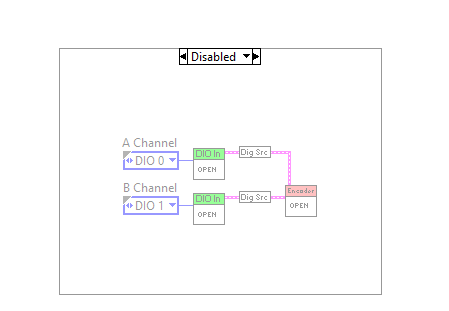 Disabled
A Channel
DIO 0
DIO In
OPEN
Dig Src
B Channel
DIO 1
DIO In
OPEN
Dig Src
Encoder
OPEN